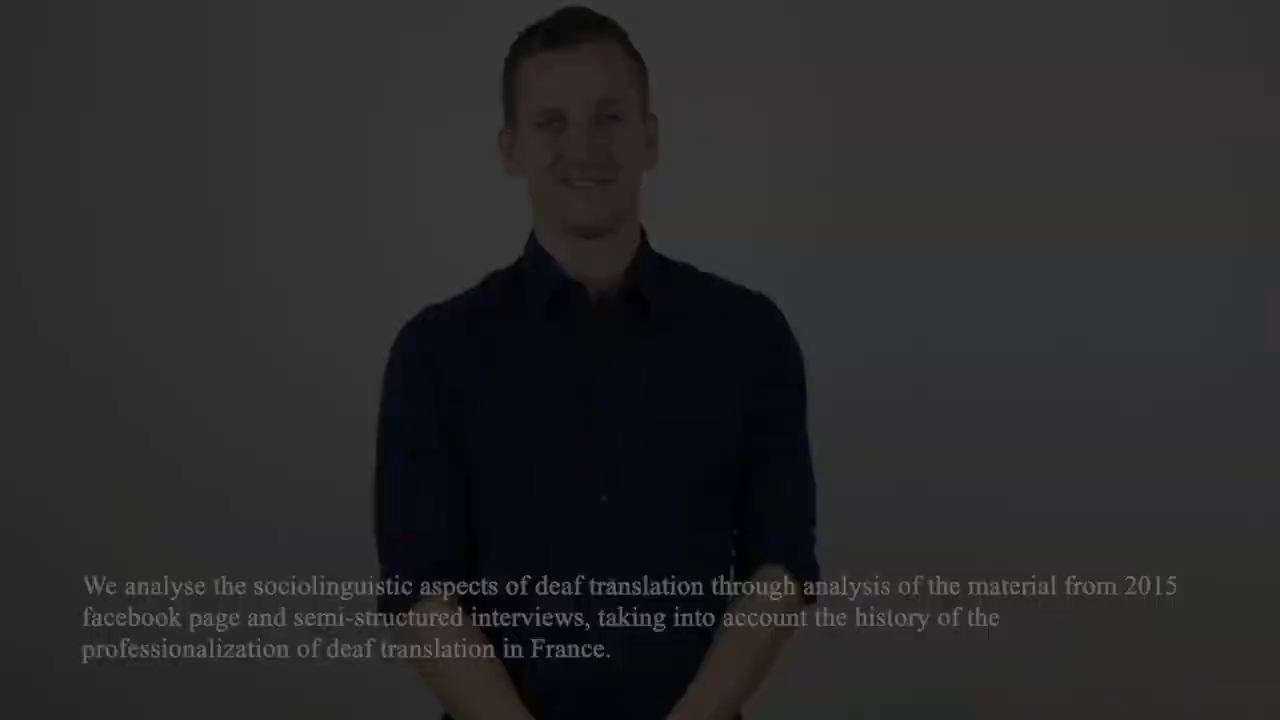 We analyse the sociolinguistic aspects of deaf translation through analysis of the material from 2015
facebook page and semi-structured interviews, taking into account the history of the
professionalization of deaf translation in France.